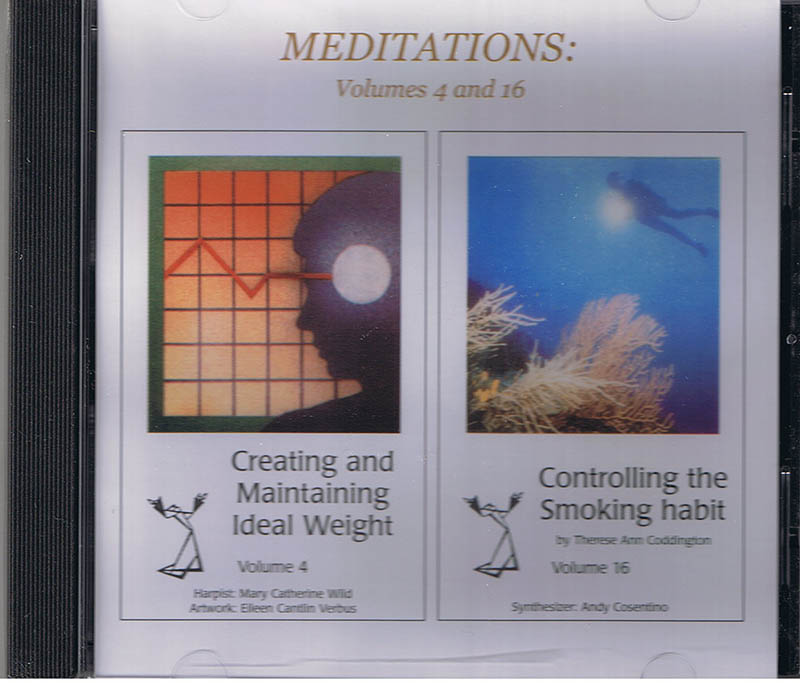 MEDITATIONS:
Volumes 4 and 16
Creating and
Maintaining
Ideal Weight
Volume 4
Harpist: Mary Catherine Wild
Artwork: Eileen Cantlin Verbus
Controlling the
Smoking habit
by Therese Ann Coddington
Volume 16
Synthesizer: Andy Cosentino